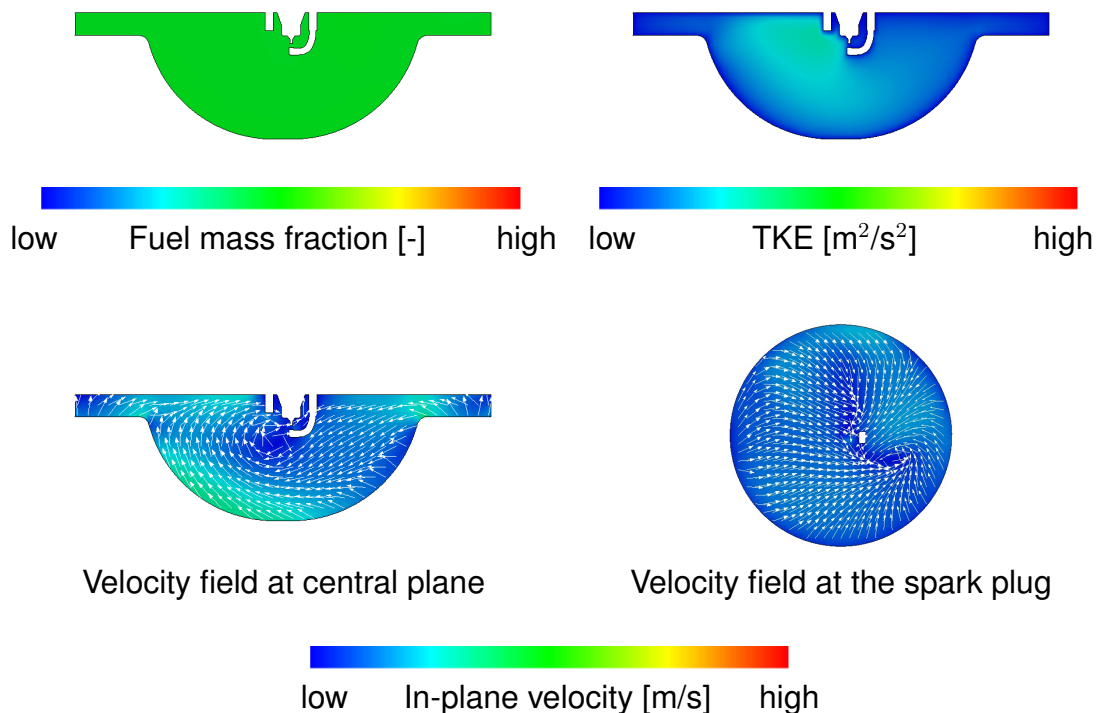 low Fuel mass fraction [-] high
low TKE [m²/s²] high
Velocity field at central plane
Velocity field at the spark plug
low In-plane velocity [m/s] high